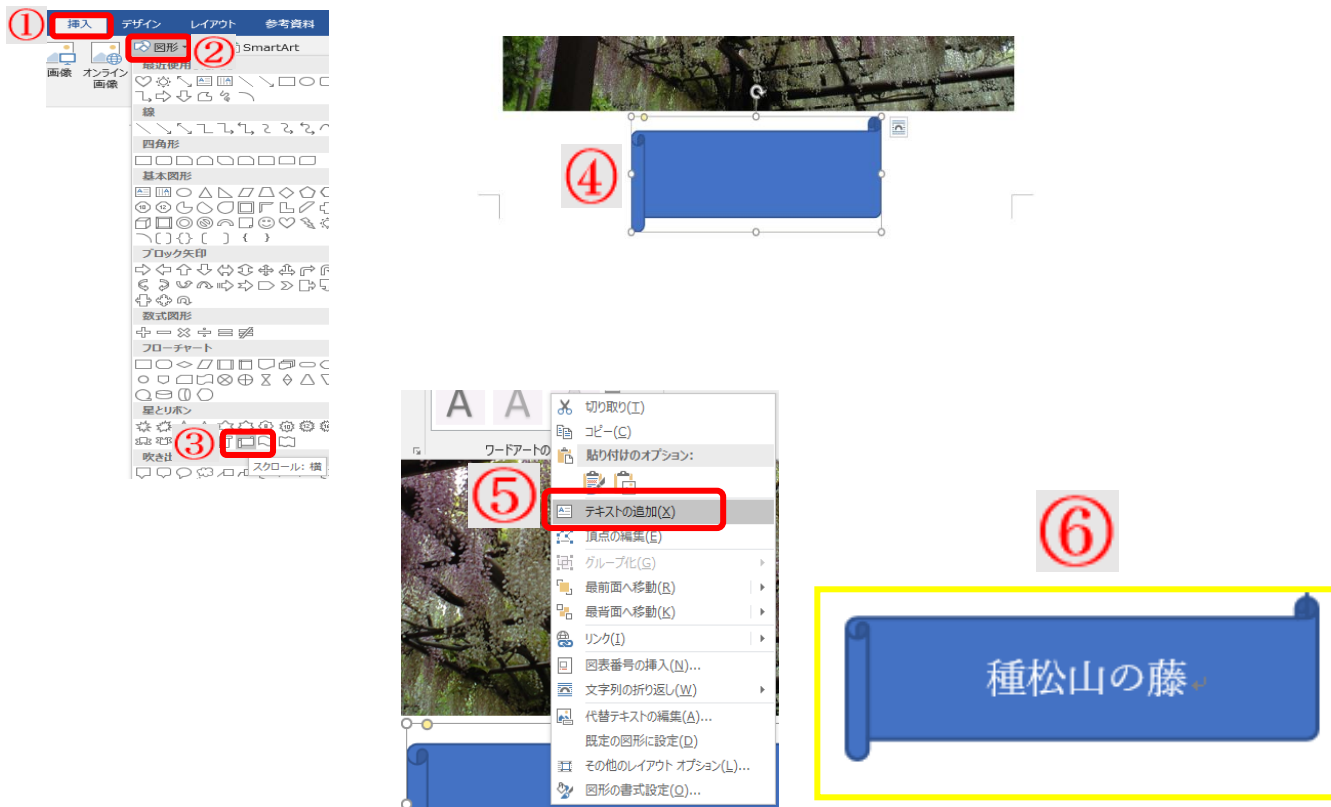 ①
挿入 デザイン レイアウト 参考資料
図形 ② SmartArt
画像 オンライン画像
最近使用
線
四角形
基本図形
ブロック矢印
数式図形
フローチャート
星とリボン
③
吹き出
スクロール: 横
④
A A
ワードアートの
⑤
切り取り(T)
コピー(C)
貼り付けのオプション:
テキストの追加(X)
頂点の編集(E)
グループ化(G)
最前面へ移動(R)
最背面へ移動(K)
リンク(I)
図表番号の挿入(N)...
文字列の折り返し(W)
代替テキストの編集(A)...
既定の図形に設定(D)
その他のレイアウト オプション(L)...
図形の書式設定(O)...
⑥
種松山の藤